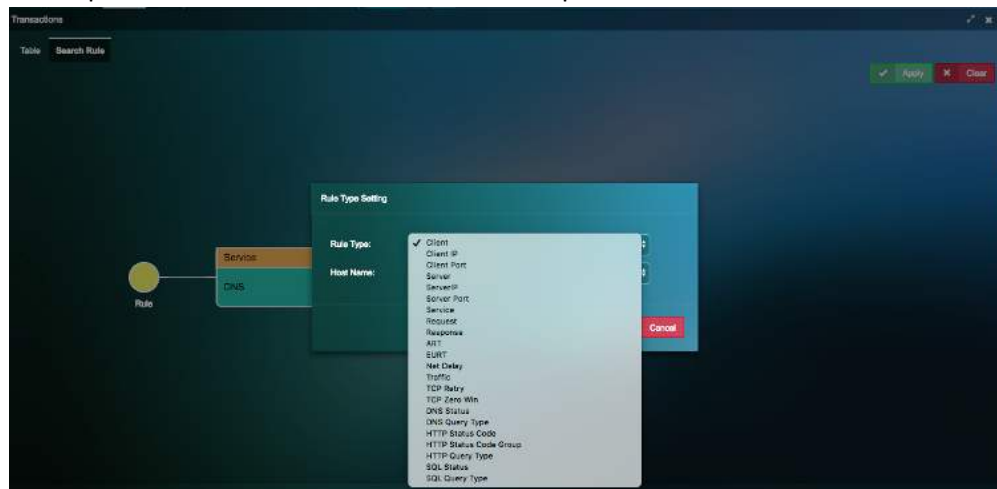 Transactions
Table Search Rule
Apply Clear
Rule Type Setting
Rule Type:
Host Name:
Client
Client IP
Client Port
Server
ServerIP
Server Port
Service
Request
Response
ART
EURT
Net Delay
Traffic
TCP Retry
TCP Zero Win
DNS Status
DNS Query Type
HTTP Status Code
HTTP Status Code Group
HTTP Query Type
SQL Status
SQL Query Type
Cancel
Service
DNS
Rule